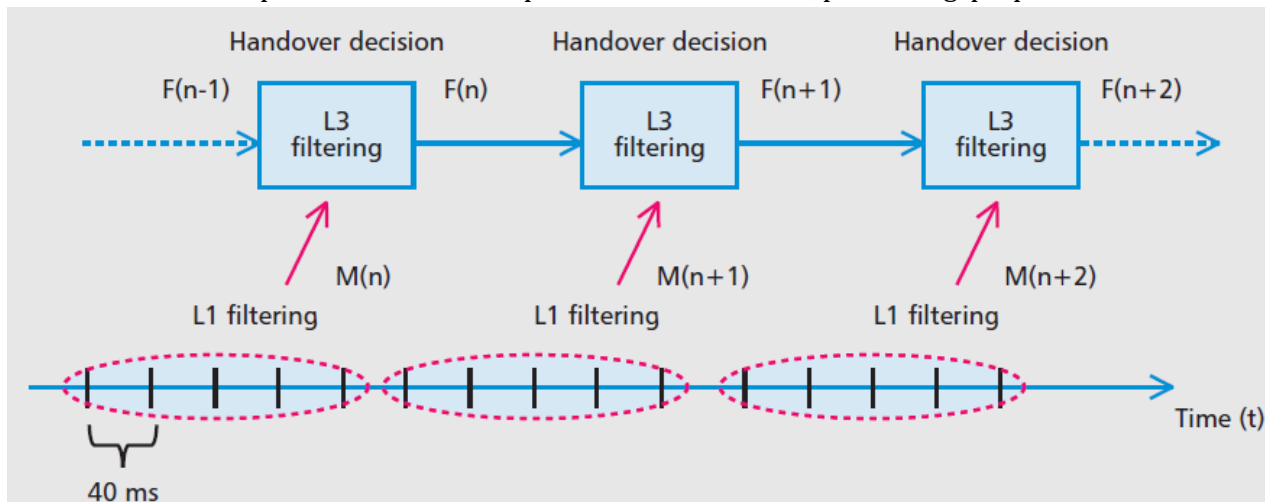 Handover decision Handover decision Handover decision
F(n-1) F(n) F(n+1) F(n+2)
L3 filtering L3 filtering L3 filtering
M(n) M(n+1) M(n+2)
L1 filtering L1 filtering L1 filtering
Time (t)
40 ms